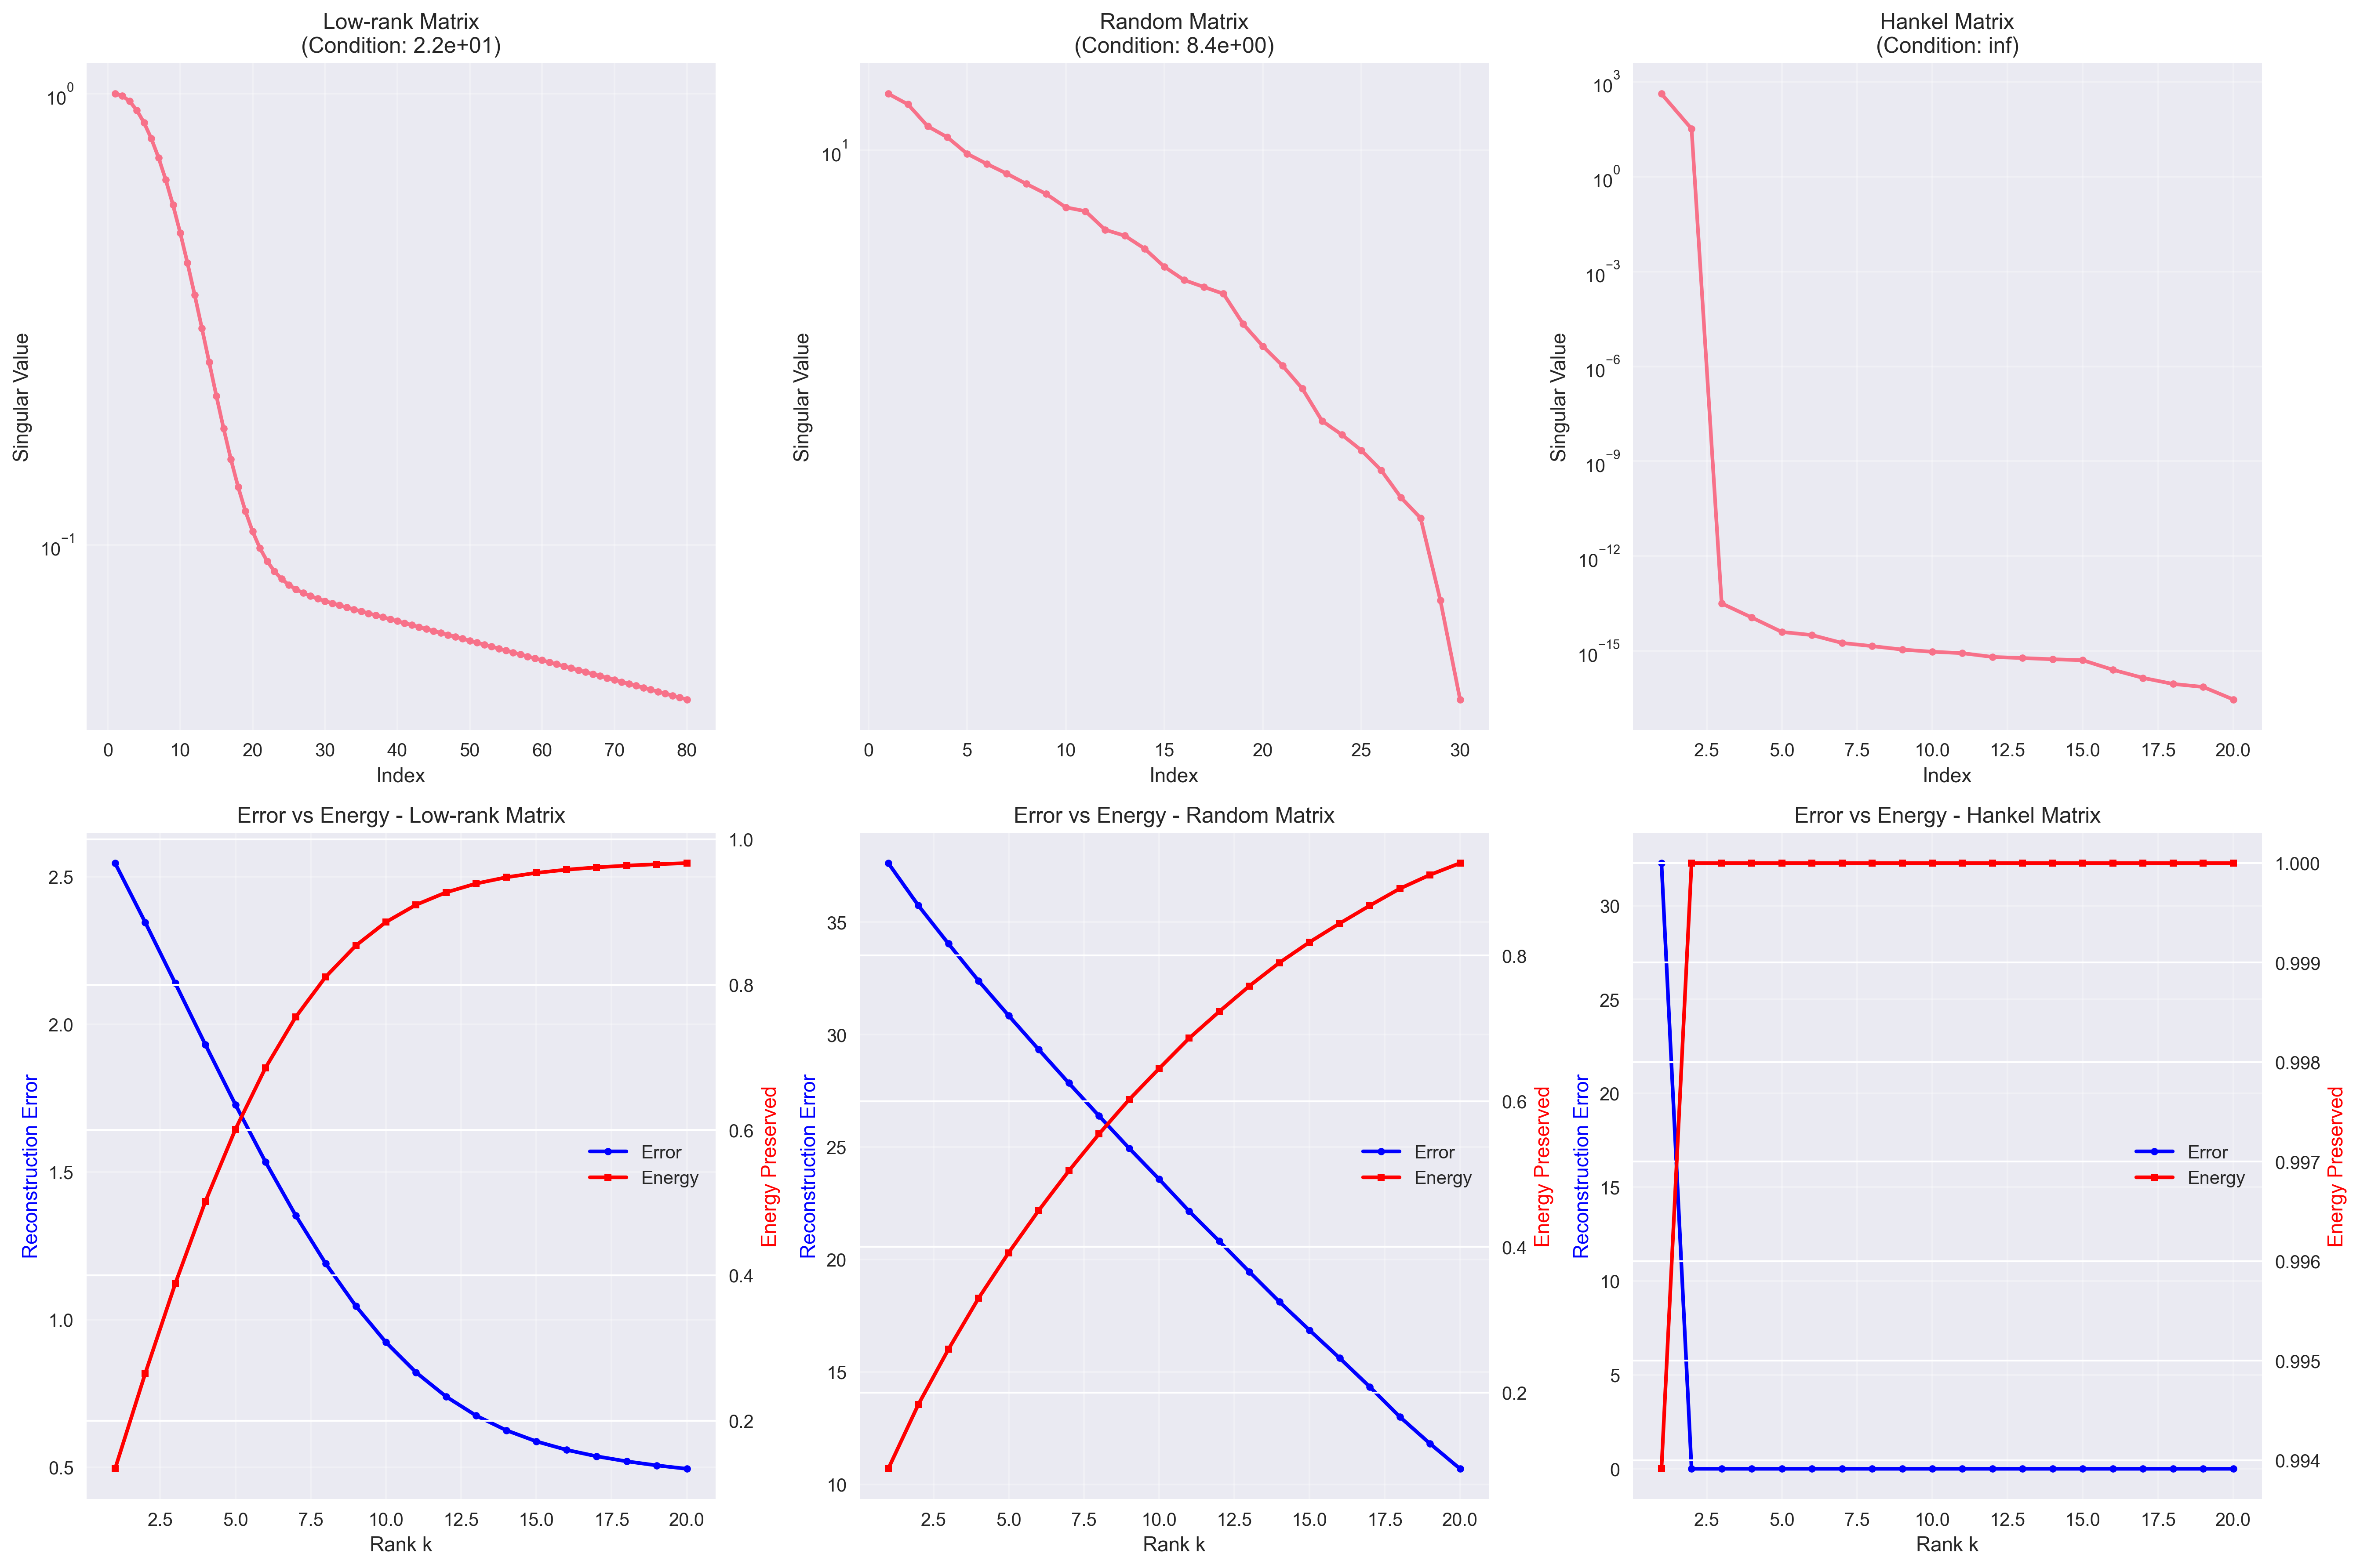 Low-rank Matrix
(Condition: 2.2e+01)
Singular Value
10^0
10^−1
0 10 20 30 40 50 60 70 80
Index
Random Matrix
(Condition: 8.4e+00)
Singular Value
10^1
0 5 10 15 20 25 30
Index
Hankel Matrix
(Condition: inf)
Singular Value
10^3
10^0
10^−3
10^−6
10^−9
10^−12
10^−15
2.5 5.0 7.5 10.0 12.5 15.0 17.5 20.0
Index
Error vs Energy - Low-rank Matrix
Reconstruction Error
2.5
2.0
1.5
1.0
0.5
1.0
0.8
0.6
0.4
0.2
Energy Preserved
Error
Energy
2.5 5.0 7.5 10.0 12.5 15.0 17.5 20.0
Rank k
Error vs Energy - Random Matrix
Reconstruction Error
35
30
25
20
15
10
0.8
0.6
0.4
0.2
Energy Preserved
Error
Energy
2.5 5.0 7.5 10.0 12.5 15.0 17.5 20.0
Rank k
Error vs Energy - Hankel Matrix
Reconstruction Error
30
25
20
15
10
5
0
1.000
0.999
0.998
0.997
0.996
0.995
0.994
Energy Preserved
Error
Energy
2.5 5.0 7.5 10.0 12.5 15.0 17.5 20.0
Rank k